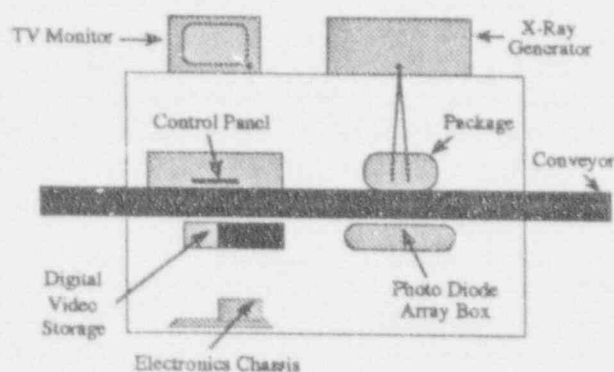 TV Monitor
X-Ray
Generator
Control Panel
Package
Conveyor
Digital
Video
Storage
Photo Diode
Array Box
Electronics Chassis